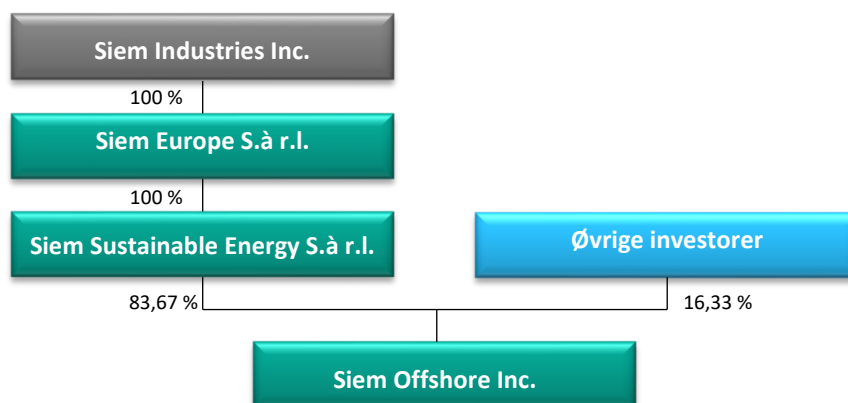 Siem Industries Inc.
100 %
Siem Europe S.à r.l.
100 %
Siem Sustainable Energy S.à r.l.
Øvrige investorer
83,67 %
16,33 %
Siem Offshore Inc.